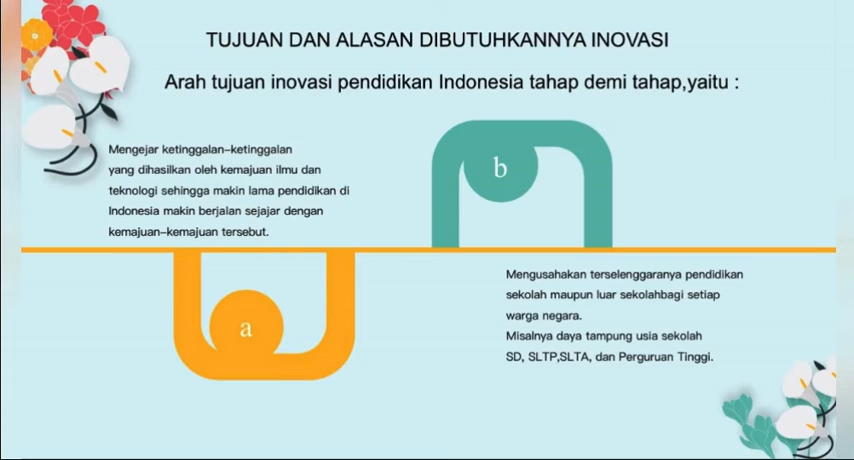 TUJUAN DAN ALASAN DIBUTUHKANNYA INOVASI
Arah tujuan inovasi pendidikan Indonesia tahap demi tahap,yaitu :
Mengejar ketinggalan–ketinggalan
yang dihasilkan oleh kemajuan ilmu dan
teknologi sehingga makin lama pendidikan di
Indonesia makin berjalan sejajar dengan
kemajuan–kemajuan tersebut.
a
b
Mengusahakan terselenggaranya pendidikan
sekolah maupun luar sekolahbagi setiap
warga negara.
Misalnya daya tampung usia sekolah
SD, SLTP,SLTA, dan Perguruan Tinggi.